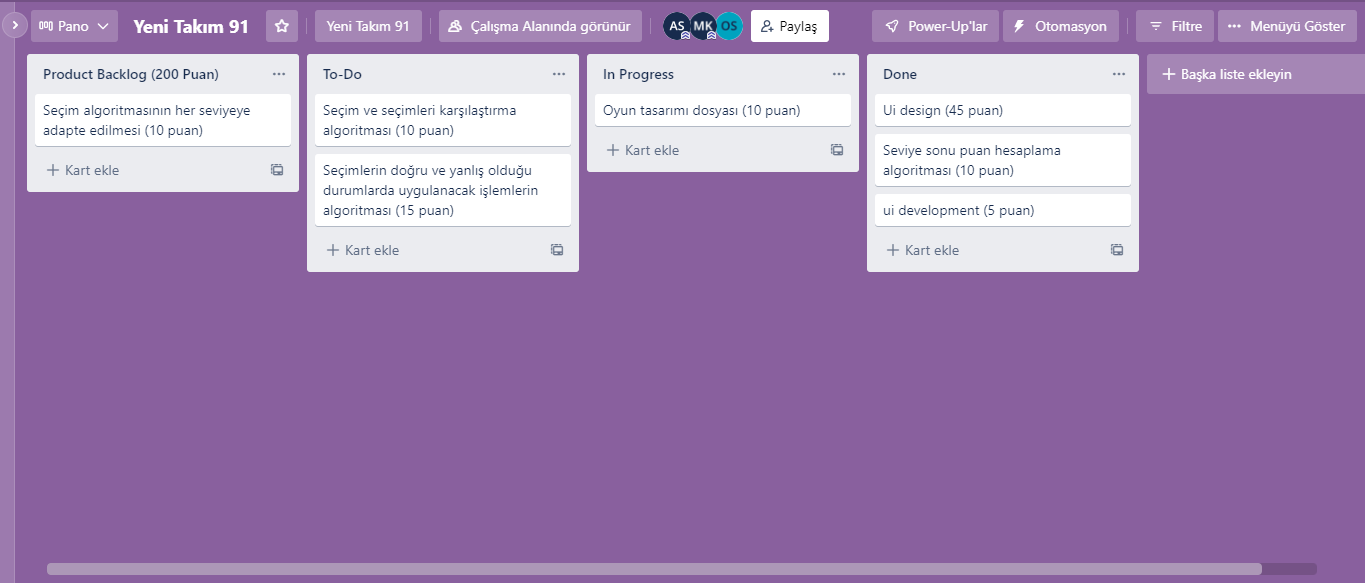 Pano
Yeni Takım 91
Yeni Takım 91
Çalışma Alanında görünür
AS
MK
OS
Paylaş
Power-Up'lar
Otomasyon
Filtre
Menüyü Göster
Product Backlog (200 Puan)
Seçim algoritmasının her seviyeye
adapte edilmesi (10 puan)
Kart ekle
To-Do
Seçim ve seçimleri karşılaştırma
algoritması (10 puan)
Seçimlerin doğru ve yanlış olduğu
durumlarda uygulanacak işlemlerin
algoritması (15 puan)
Kart ekle
In Progress
Oyun tasarımı dosyası (10 puan)
Kart ekle
Done
Ui design (45 puan)
Seviye sonu puan hesaplama
algoritması (10 puan)
ui development (5 puan)
Kart ekle
Başka liste ekleyin